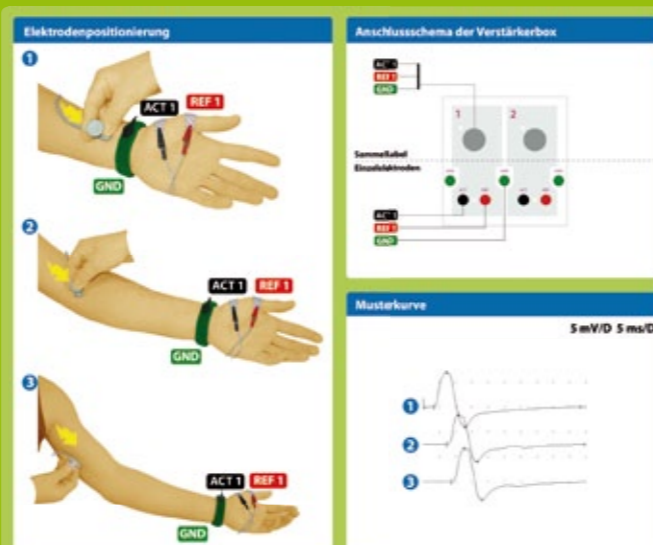 Elektrodenpositionierung
1
ACT 1 REF 1
GND
2
ACT 1 REF 1
GND
3
ACT 1 REF 1
GND
Anschlussschema der Verstärkerbox
ACT 1
REF 1
GND
1 2
Sammelkabel
Einzelelektroden
ACT 1
REF 1
GND
Musterkurve
5 mV/D 5 ms/D
1
2
3